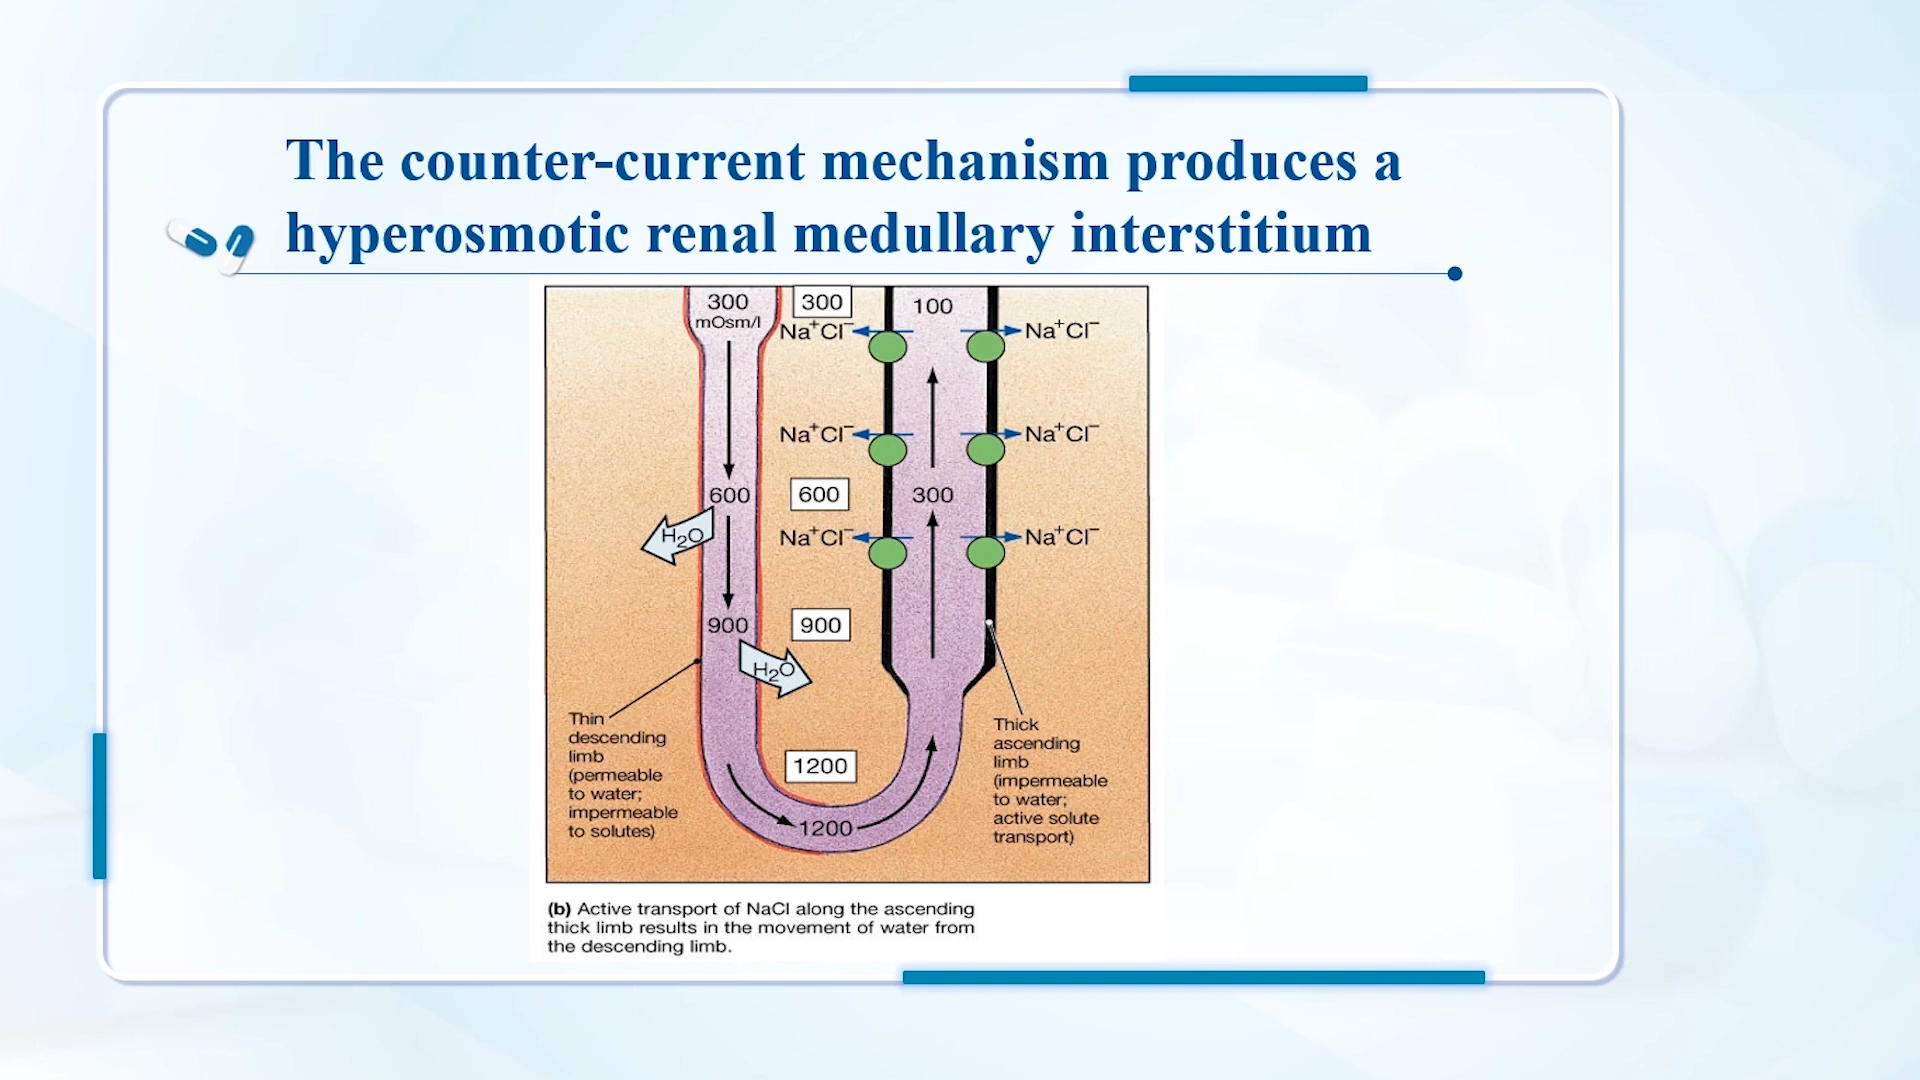 The counter-current mechanism produces a
hyperosmotic renal medullary interstitium
300
mOsm/l
300
100
Na⁺Cl⁻
Na⁺Cl⁻
Na⁺Cl⁻
Na⁺Cl⁻
600
600
300
H₂O
Na⁺Cl⁻
Na⁺Cl⁻
900
900
H₂O
Thin
descending
limb
(permeable
to water;
impermeable
to solutes)
Thick
ascending
limb
(impermeable
to water;
active solute
transport)
1200
1200
(b) Active transport of NaCl along the ascending
thick limb results in the movement of water from
the descending limb.